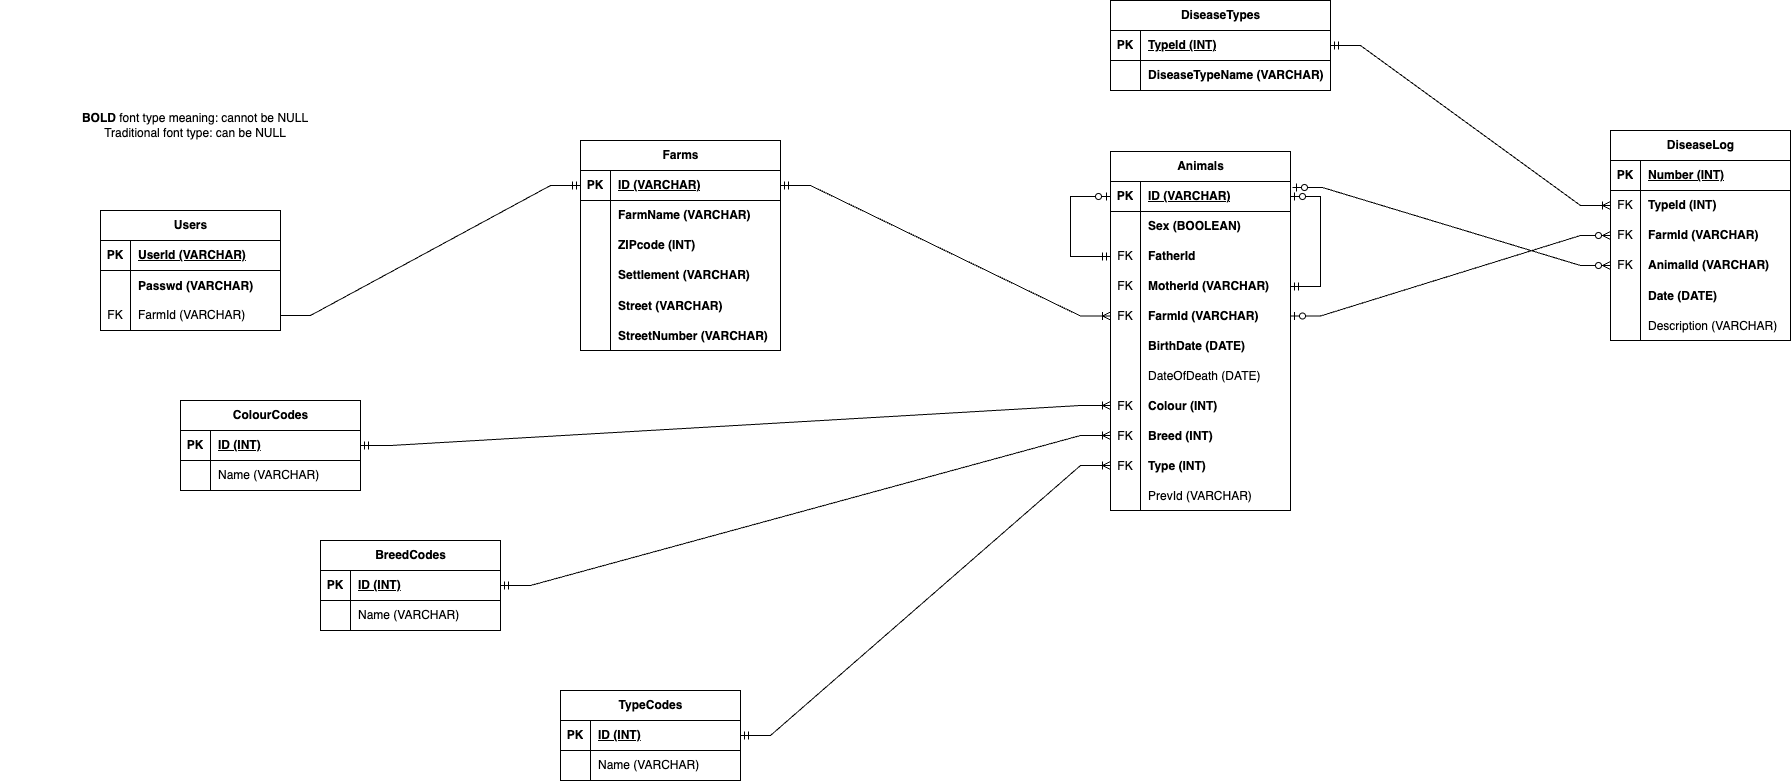 DiseaseTypes
PK TypeId (INT)
DiseaseTypeName (VARCHAR)
BOLD font type meaning: cannot be NULL
Traditional font type: can be NULL
Farms
PK ID (VARCHAR)
FarmName (VARCHAR)
ZIPcode (INT)
Settlement (VARCHAR)
Street (VARCHAR)
StreetNumber (VARCHAR)
Animals
PK ID (VARCHAR)
Sex (BOOLEAN)
FK FatherId
FK MotherId (VARCHAR)
FK FarmId (VARCHAR)
BirthDate (DATE)
DateOfDeath (DATE)
FK Colour (INT)
FK Breed (INT)
FK Type (INT)
PrevId (VARCHAR)
DiseaseLog
PK Number (INT)
FK TypeId (INT)
FK FarmId (VARCHAR)
FK AnimalId (VARCHAR)
Date (DATE)
Description (VARCHAR)
Users
PK UserId (VARCHAR)
Passwd (VARCHAR)
FK FarmId (VARCHAR)
ColourCodes
PK ID (INT)
Name (VARCHAR)
BreedCodes
PK ID (INT)
Name (VARCHAR)
TypeCodes
PK ID (INT)
Name (VARCHAR)